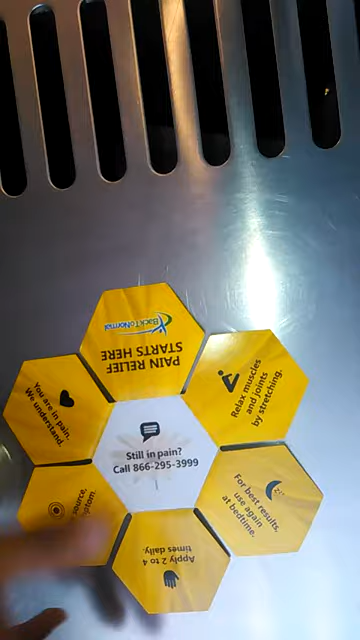 BackToNormal
PAIN RELIEF
STARTS HERE
Relax muscles
and joints
by stretching.
You are in pain.
We understand.
Still in pain?
Call 866-295-3999
For best results,
use again
at bedtime.
source,
Apply 2 to 4
times daily.